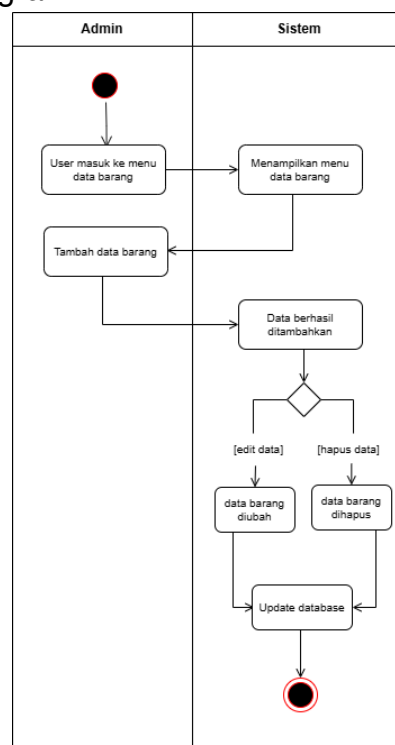 Admin
Sistem
User masuk ke menu
data barang
Menampilkan menu
data barang
Tambah data barang
Data berhasil
ditambahkan
[edit data]
[hapus data]
data barang
diubah
data barang
dihapus
Update database